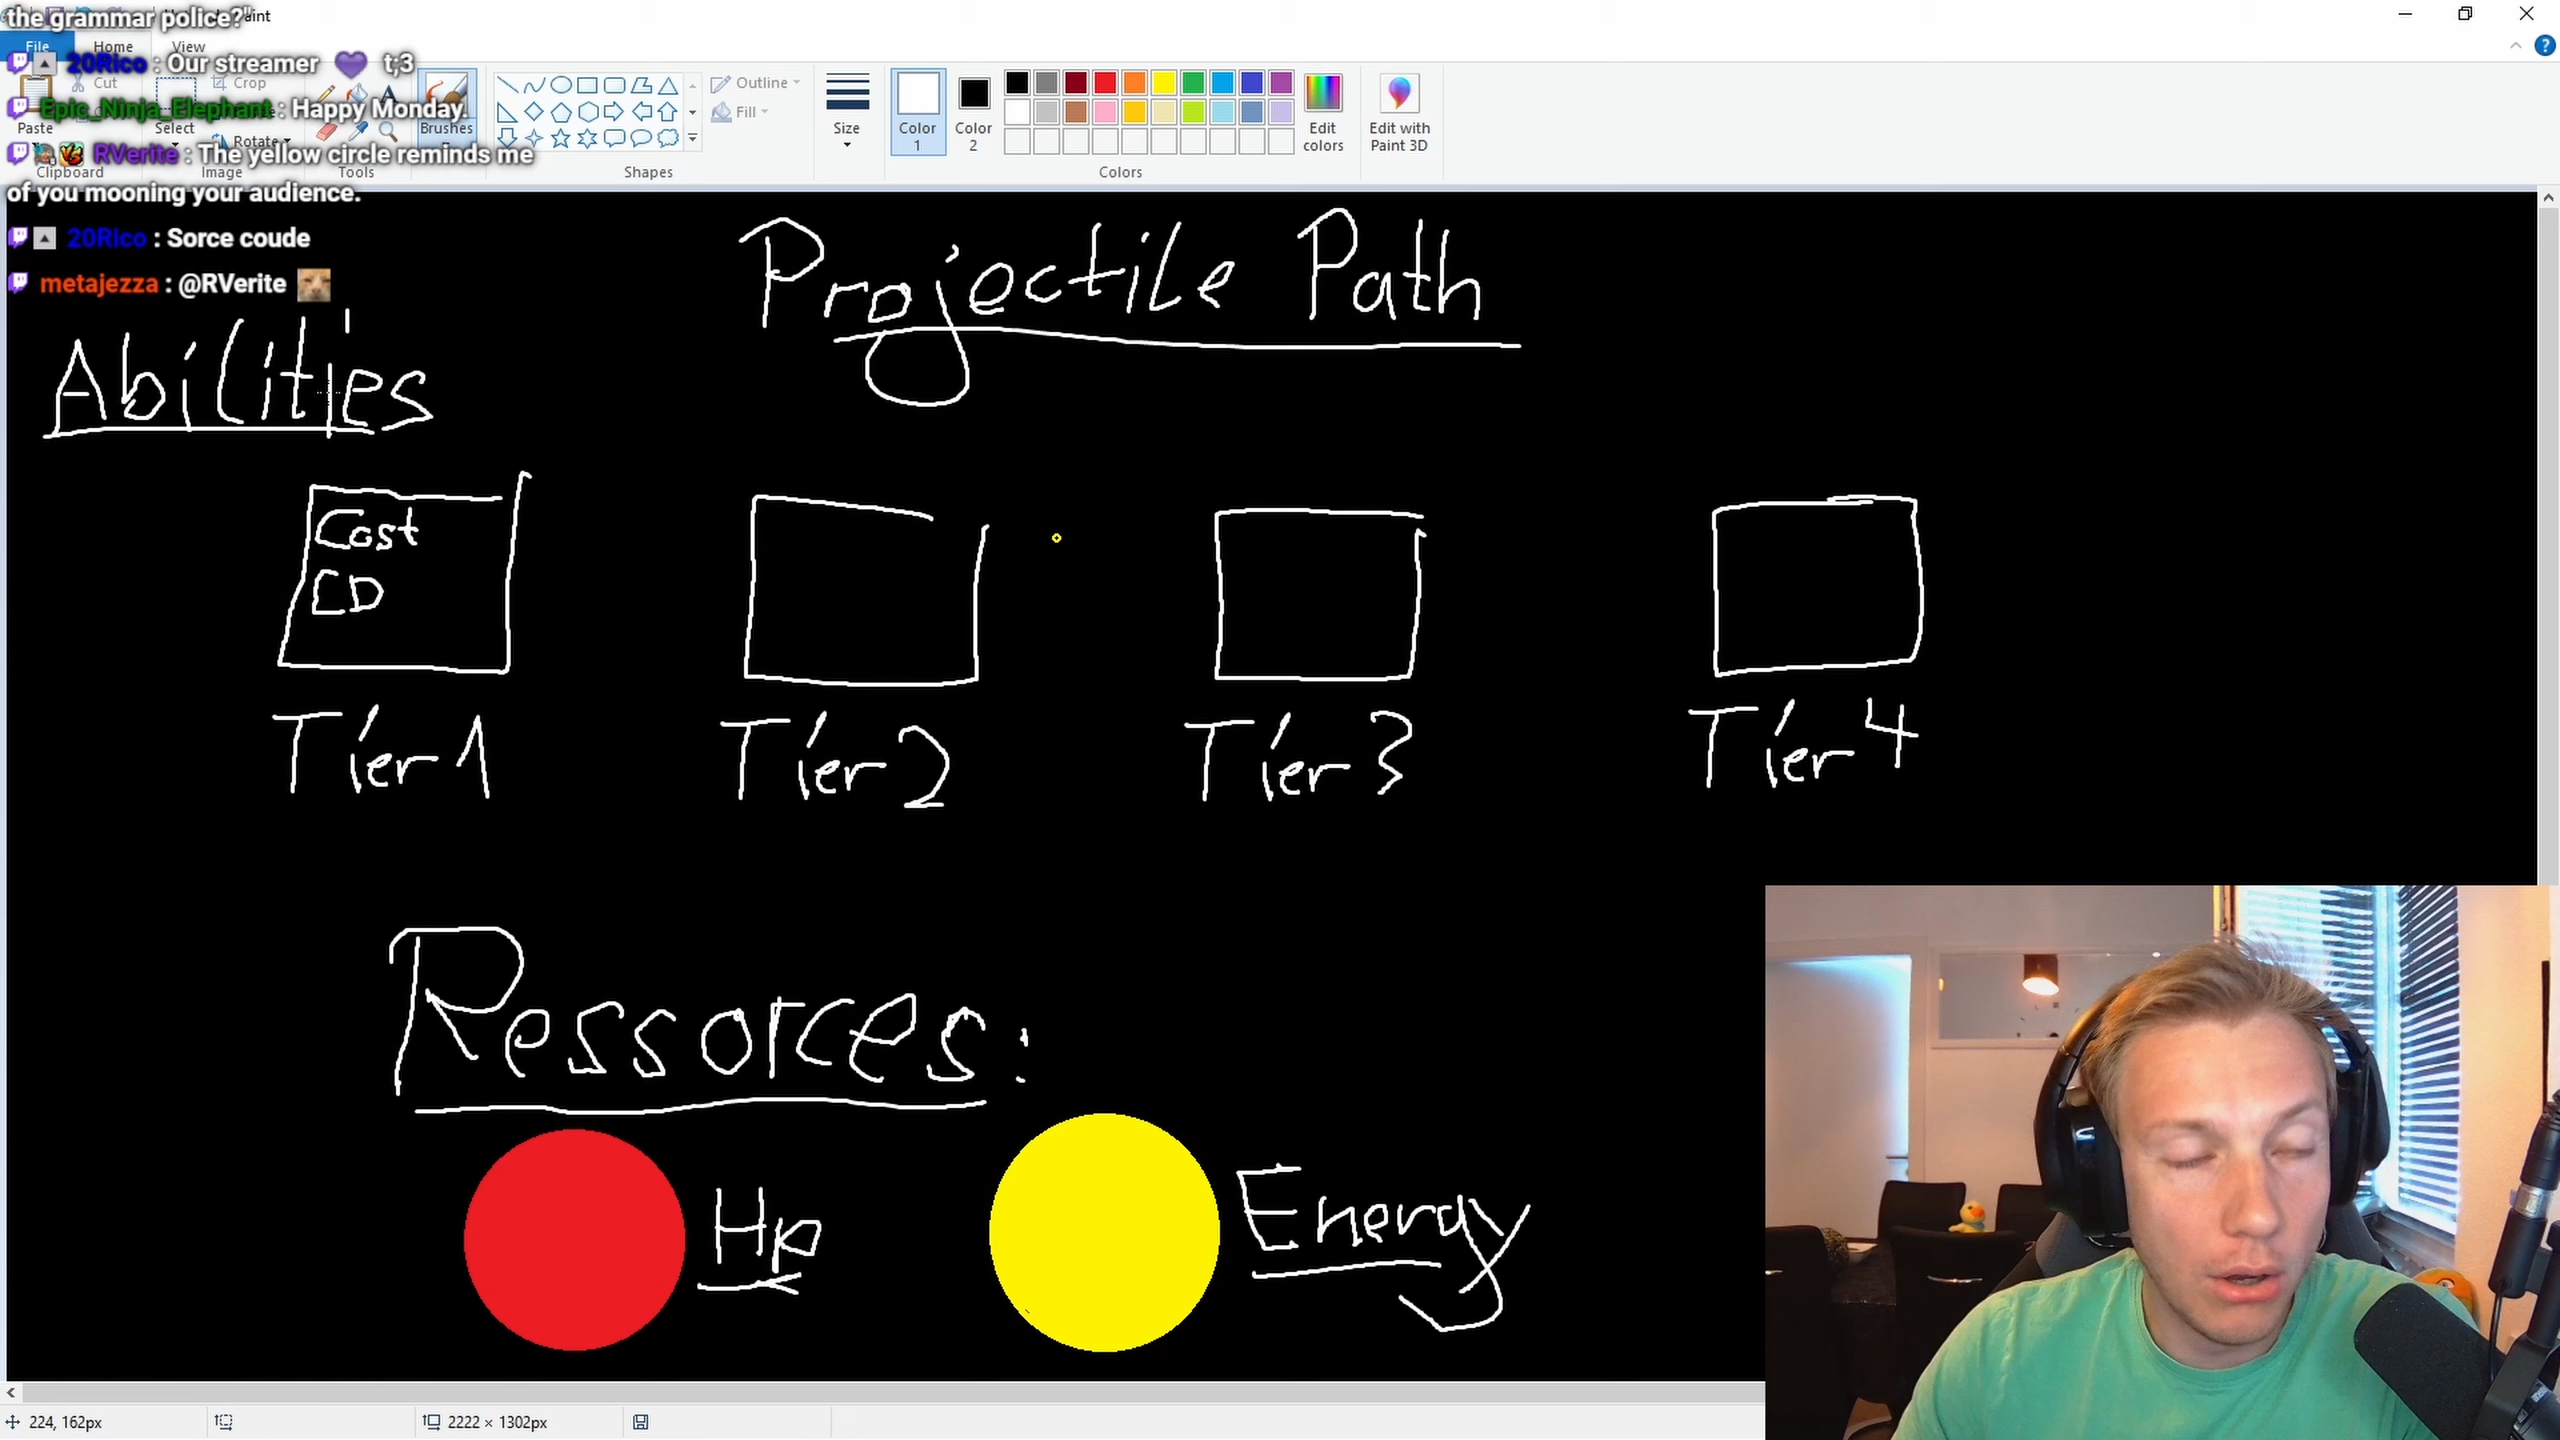 the grammar police?"
20Rico : Our streamer 💜 t;3
Epic_Ninja_Elephant : Happy Monday.
RVerite : The yellow circle reminds me
of you mooning your audience.
20Rico : Sorce coude
metajezza : @RVerite
File Home View
Paste
Cut
Clipboard
Select
Crop
Rotate
Image
Tools
Brushes
Shapes
Outline
Fill
Size
Color 1
Color 2
Edit colors
Colors
Edit with Paint 3D
Projectile Path
Abilities
Cost
CD
Tier 1 Tier 2 Tier 3 Tier 4
Ressorces:
Hp Energy
224, 162px
2222 × 1302px